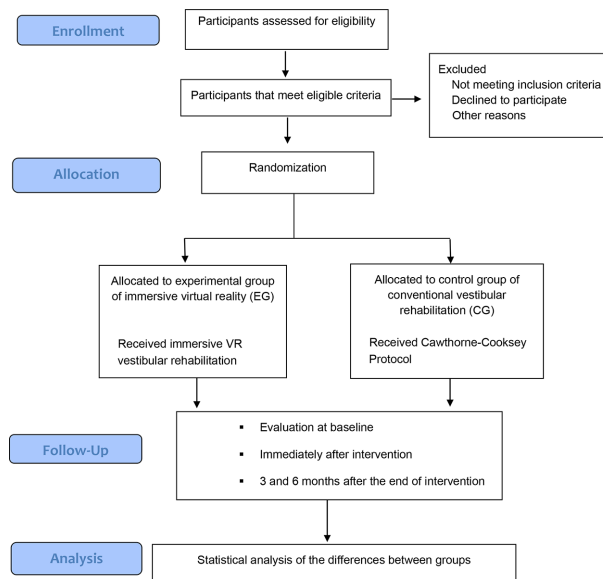 Enrollment
Participants assessed for eligibility
Participants that meet eligible criteria
Excluded
Not meeting inclusion criteria
Declined to participate
Other reasons
Allocation
Randomization
Allocated to experimental group
of immersive virtual reality (EG)
Received immersive VR
vestibular rehabilitation
Allocated to control group of
conventional vestibular
rehabilitation (CG)
Received Cawthorne-Cooksey
Protocol
Follow-Up
▪ Evaluation at baseline
▪ Immediately after intervention
▪ 3 and 6 months after the end of intervention
Analysis
Statistical analysis of the differences between groups